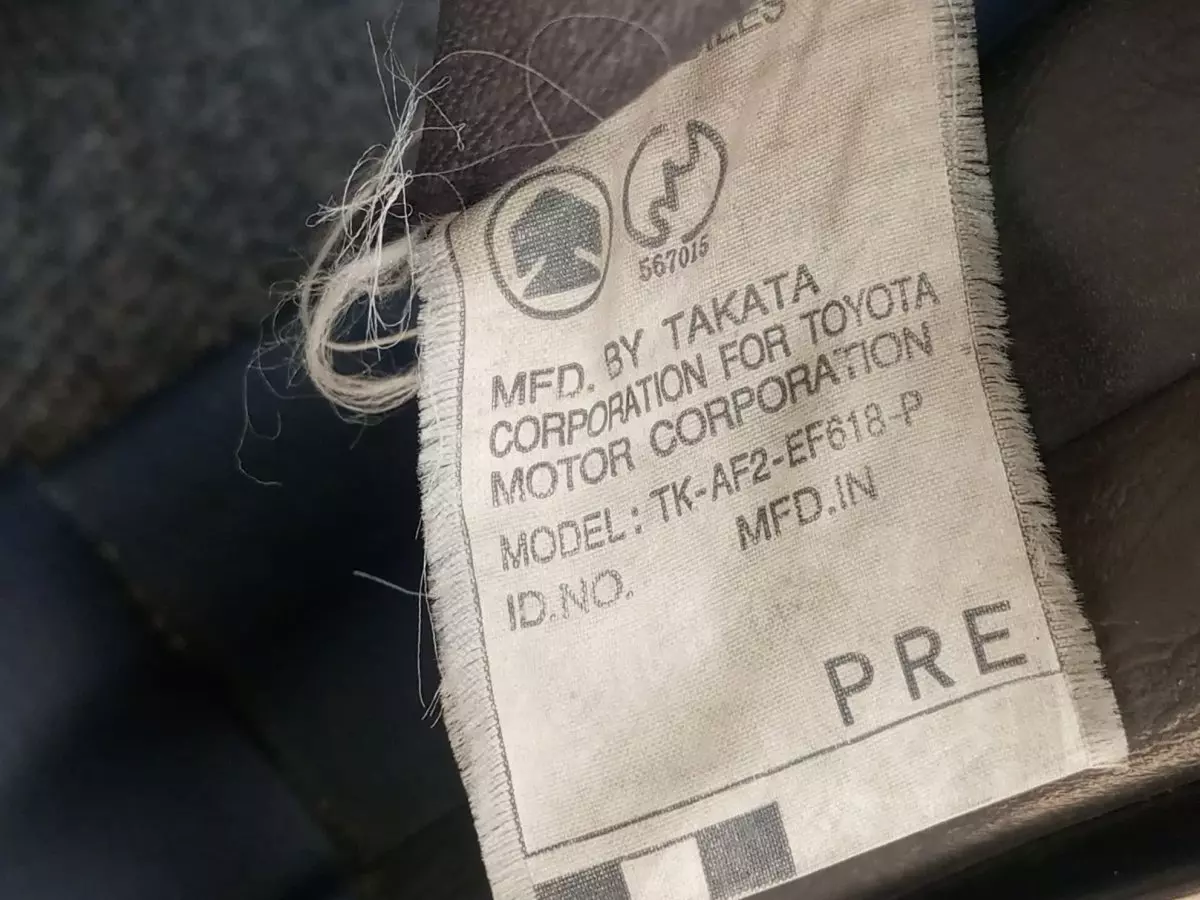 567015
MFD. BY TAKATA
CORPORATION FOR TOYOTA
MOTOR CORPORATION
MODEL: TK-AF2-EF618-P
MFD.IN
ID.NO.
PRE